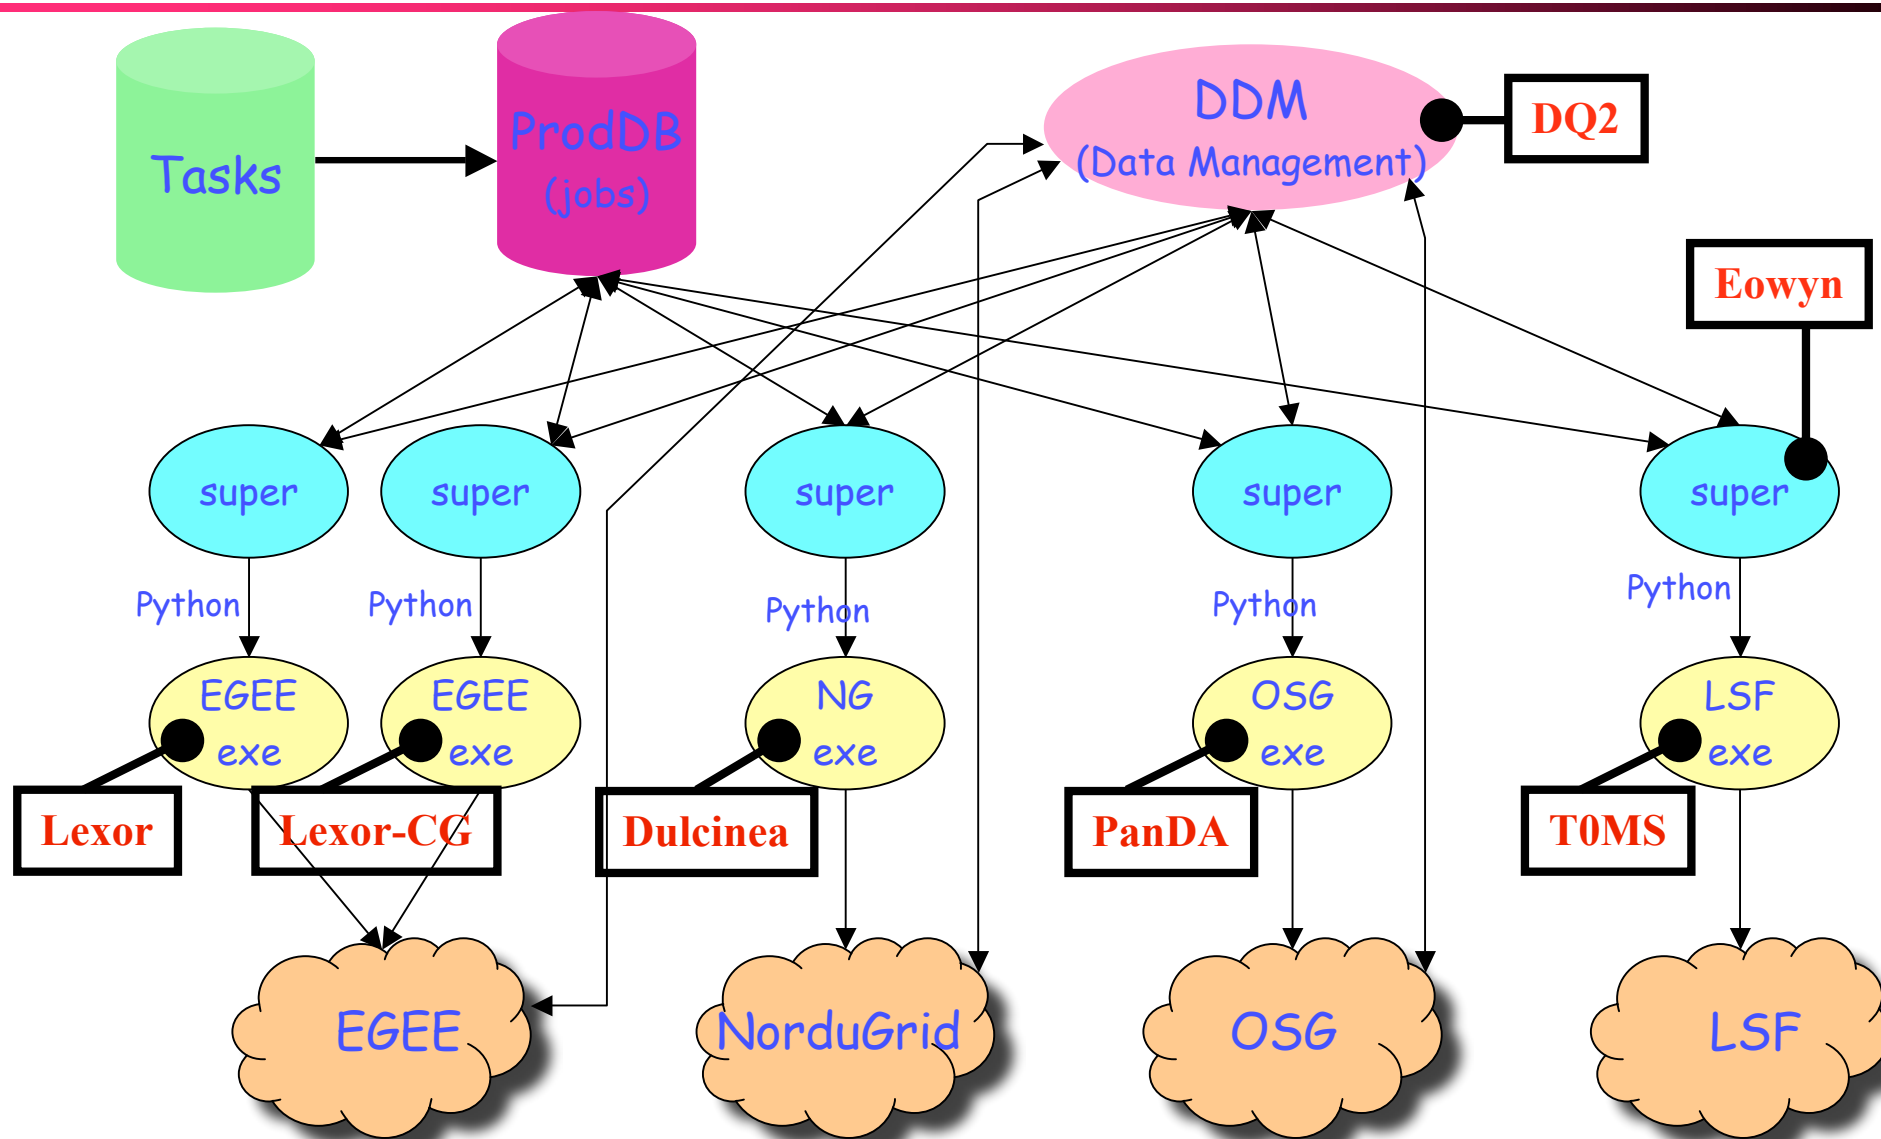 Tasks
ProdDB
(jobs)
DDM
(Data Management)
DQ2
Eowyn
super
super
super
super
super
Python
Python
Python
Python
Python
EGEE
exe
EGEE
exe
NG
exe
OSG
exe
LSF
exe
Lexor
Lexor-CG
Dulcinea
PanDA
T0MS
EGEE
NorduGrid
OSG
LSF